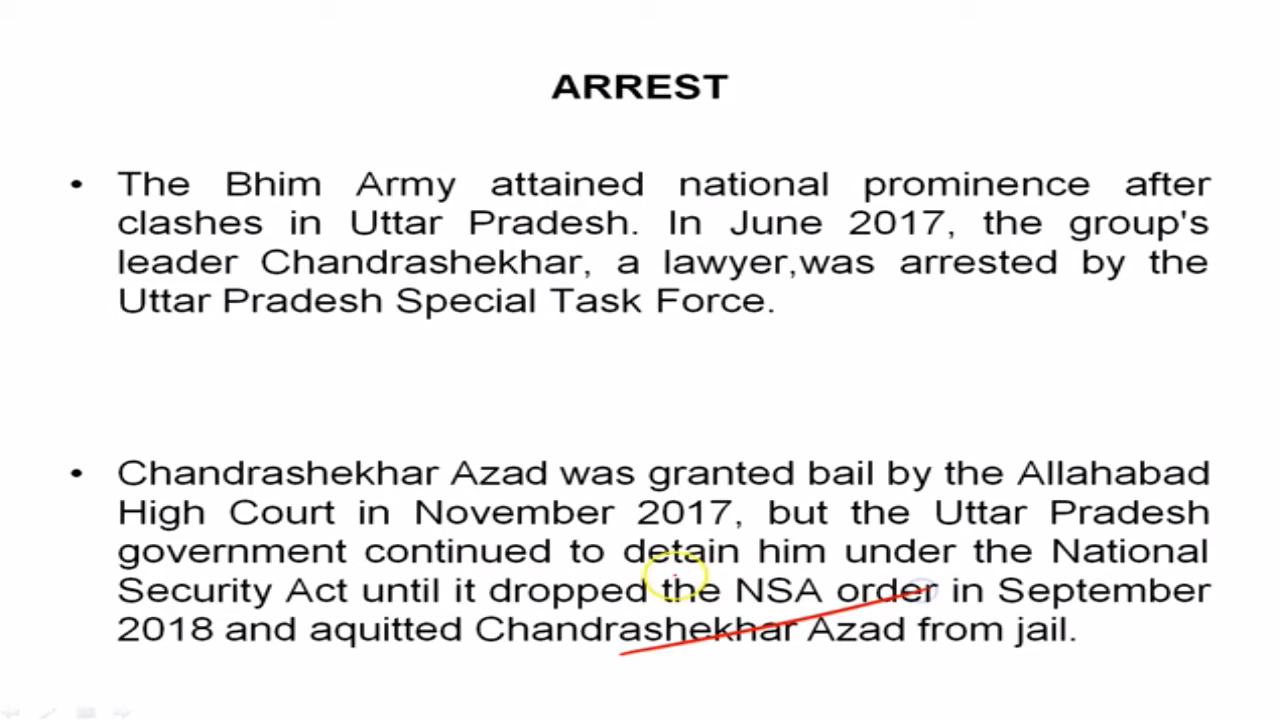 ARREST
• The Bhim Army attained national prominence after
clashes in Uttar Pradesh. In June 2017, the group's
leader Chandrashekhar, a lawyer,was arrested by the
Uttar Pradesh Special Task Force.
• Chandrashekhar Azad was granted bail by the Allahabad
High Court in November 2017, but the Uttar Pradesh
government continued to detain him under the National
Security Act until it dropped the NSA order in September
2018 and aquitted Chandrashekhar Azad from jail.